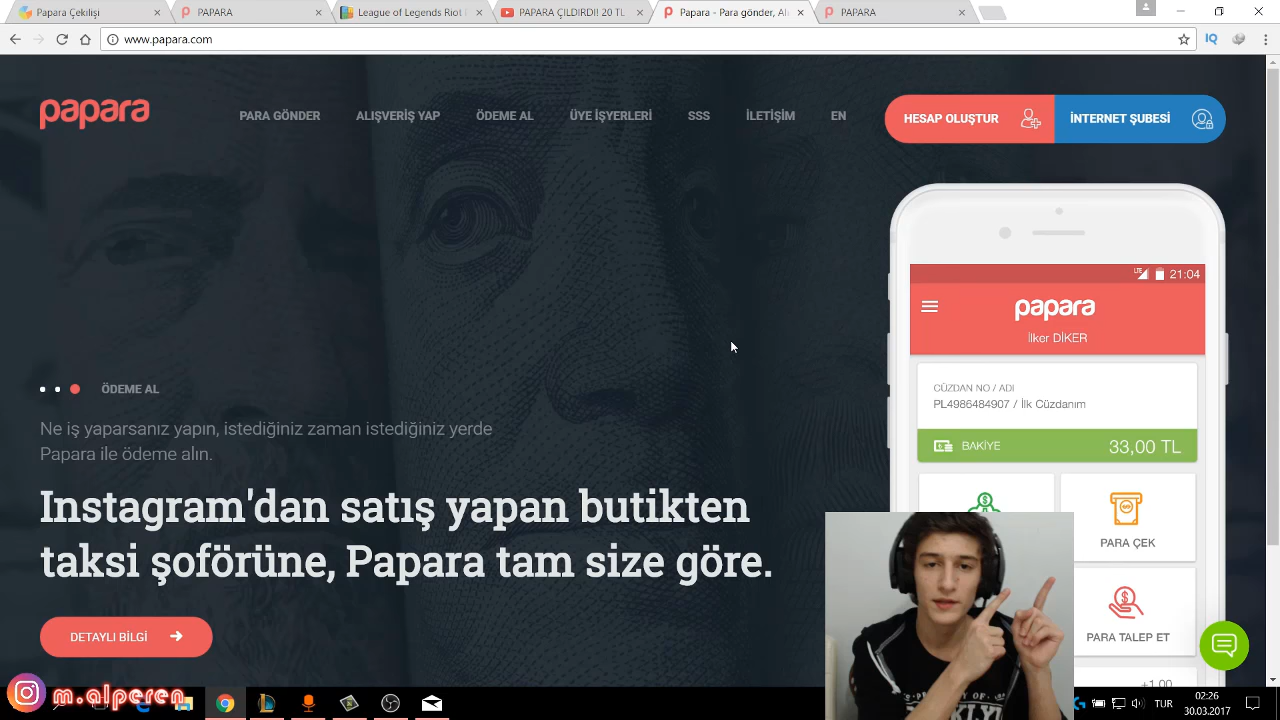 Papara Çekilişi
PAPARA
League of Legends Riot
PAPARA ÇILDIRDI! 20 TL
Papara - Para gönder, Al
PAPARA
www.papara.com
IQ
papara
PARA GÖNDER
ALIŞVERİŞ YAP
ÖDEME AL
ÜYE İŞYERLERİ
SSS
İLETİŞİM
EN
HESAP OLUŞTUR
İNTERNET ŞUBESİ
LTE
21:04
papara
İlker DİKER
CÜZDAN NO / ADI
PL4986484907 / İlk Cüzdanım
BAKİYE
33,00 TL
PARA ÇEK
PARA TALEP ET
+1,00
ÖDEME AL
Ne iş yaparsanız yapın, istediğiniz zaman istediğiniz yerde
Papara ile ödeme alın.
Instagram'dan satış yapan butikten
taksi şoförüne, Papara tam size göre.
DETAYLI BİLGİ
m.alperen
TUR
02:26
30.03.2017